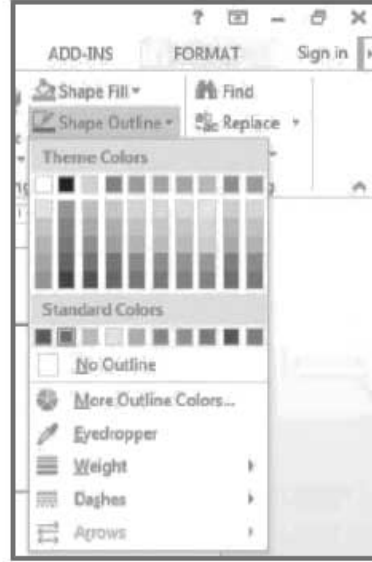 ?
ADD-INS FORMAT Sign in
Shape Fill Find
Shape Outline Replace
Theme Colors
Standard Colors
No Outline
More Outline Colors...
Eyedropper
Weight
Dashes
Arrows